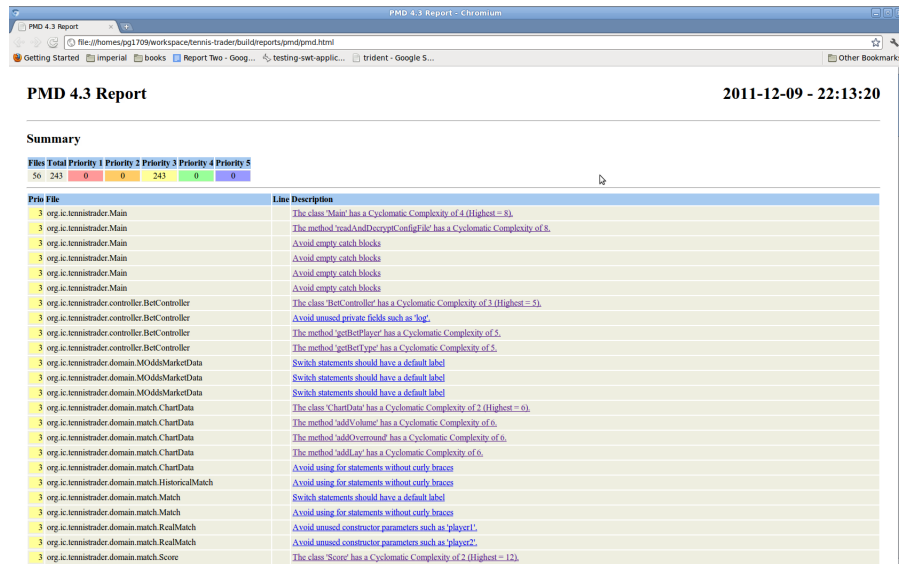 PMD 4.3 Report - Chromium
PMD 4.3 Report
file:///homes/pg1709/workspace/tennis-trader/build/reports/pmd/pmd.html
Getting Started imperial books Report Two - Goog... testing-swt-applic... trident - Google S... Other Bookmarks
PMD 4.3 Report 2011-12-09 - 22:13:20
Summary
Files Total Priority 1 Priority 2 Priority 3 Priority 4 Priority 5
56 243 0 0 243 0 0
Prio File Line Description
3 org.ic.tennistrader.Main The class 'Main' has a Cyclomatic Complexity of 4 (Highest = 8).
3 org.ic.tennistrader.Main The method 'readAndDecryptConfigFile' has a Cyclomatic Complexity of 8.
3 org.ic.tennistrader.Main Avoid empty catch blocks
3 org.ic.tennistrader.Main Avoid empty catch blocks
3 org.ic.tennistrader.Main Avoid empty catch blocks
3 org.ic.tennistrader.Main Avoid empty catch blocks
3 org.ic.tennistrader.controller.BetController The class 'BetController' has a Cyclomatic Complexity of 3 (Highest = 5).
3 org.ic.tennistrader.controller.BetController Avoid unused private fields such as 'log'.
3 org.ic.tennistrader.controller.BetController The method 'getBetPlayer' has a Cyclomatic Complexity of 5.
3 org.ic.tennistrader.controller.BetController The method 'getBetType' has a Cyclomatic Complexity of 5.
3 org.ic.tennistrader.domain.MOddsMarketData Switch statements should have a default label
3 org.ic.tennistrader.domain.MOddsMarketData Switch statements should have a default label
3 org.ic.tennistrader.domain.MOddsMarketData Switch statements should have a default label
3 org.ic.tennistrader.domain.match.ChartData The class 'ChartData' has a Cyclomatic Complexity of 2 (Highest = 6).
3 org.ic.tennistrader.domain.match.ChartData The method 'addVolume' has a Cyclomatic Complexity of 6.
3 org.ic.tennistrader.domain.match.ChartData The method 'addOverround' has a Cyclomatic Complexity of 6.
3 org.ic.tennistrader.domain.match.ChartData The method 'addLay' has a Cyclomatic Complexity of 6.
3 org.ic.tennistrader.domain.match.ChartData Avoid using for statements without curly braces
3 org.ic.tennistrader.domain.match.HistoricalMatch Avoid using for statements without curly braces
3 org.ic.tennistrader.domain.match.Match Switch statements should have a default label
3 org.ic.tennistrader.domain.match.Match Avoid using for statements without curly braces
3 org.ic.tennistrader.domain.match.RealMatch Avoid unused constructor parameters such as 'player1'.
3 org.ic.tennistrader.domain.match.RealMatch Avoid unused constructor parameters such as 'player2'.
3 org.ic.tennistrader.domain.match.Score The class 'Score' has a Cyclomatic Complexity of 2 (Highest = 12).